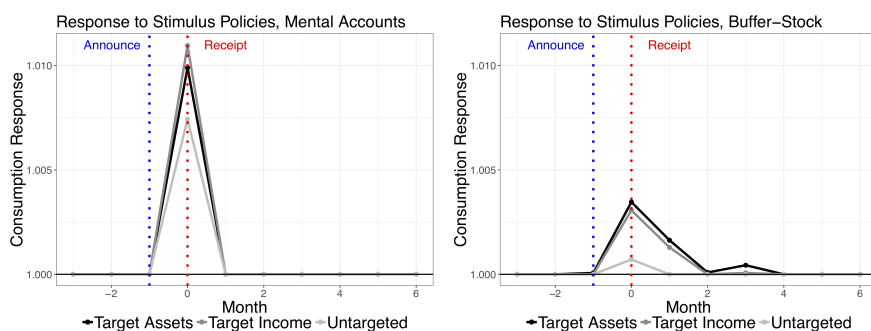 Response to Stimulus Policies, Mental Accounts
Announce
Receipt
Consumption Response
1.010
1.005
1.000
−2
0
2
4
6
Month
Target Assets Target Income Untargeted
Response to Stimulus Policies, Buffer−Stock
Announce
Receipt
Consumption Response
1.010
1.005
1.000
−2
0
2
4
6
Month
Target Assets Target Income Untargeted